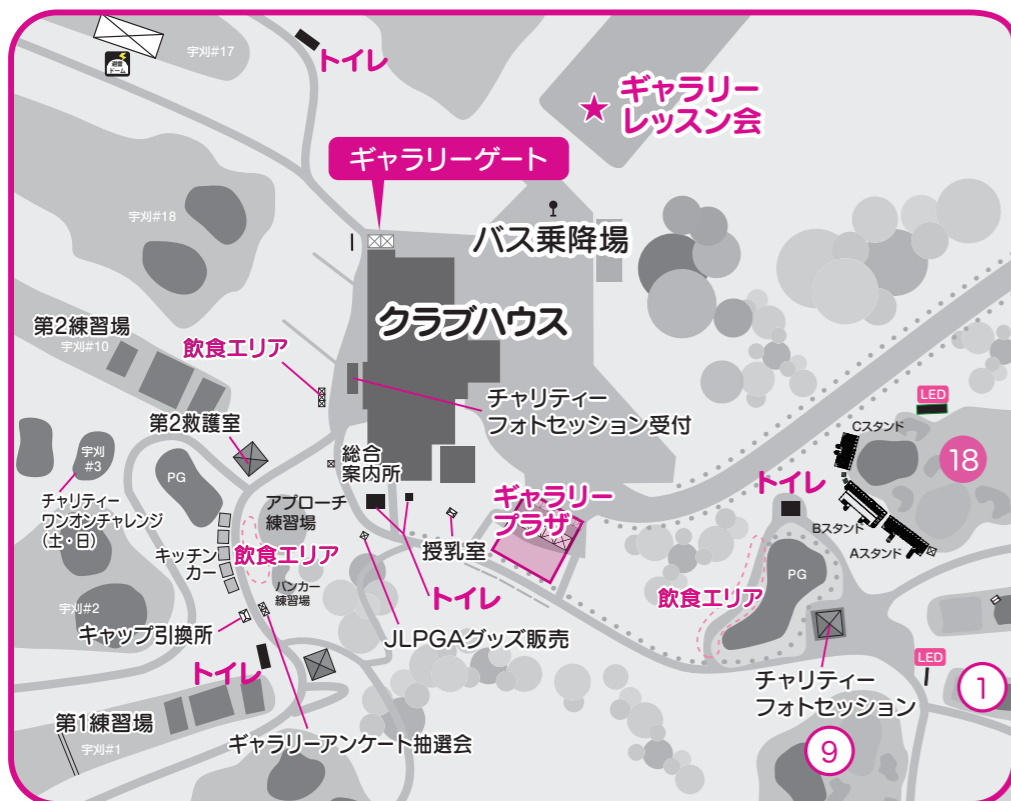 宇刈#17
避雷
ドーム
トイレ
ギャラリー
レッスン会
ギャラリーゲート
宇刈#18
バス乗降場
クラブハウス
第2練習場
宇刈#10
飲食エリア
チャリティー
フォトセッション受付
LED
Cスタンド
18
第2救護室
宇刈
#3
PG
総合
案内所
チャリティー
ワンオンチャレンジ
(土・日)
アプローチ
練習場
ギャラリー
プラザ
トイレ
Bスタンド
Aスタンド
キッチン
カー
飲食エリア
授乳室
バンカー
練習場
トイレ
飲食エリア
PG
宇刈#2
キャップ引換所
JLPGAグッズ販売
トイレ
LED
チャリティー
フォトセッション
1
第1練習場
宇刈#1
ギャラリーアンケート抽選会
9